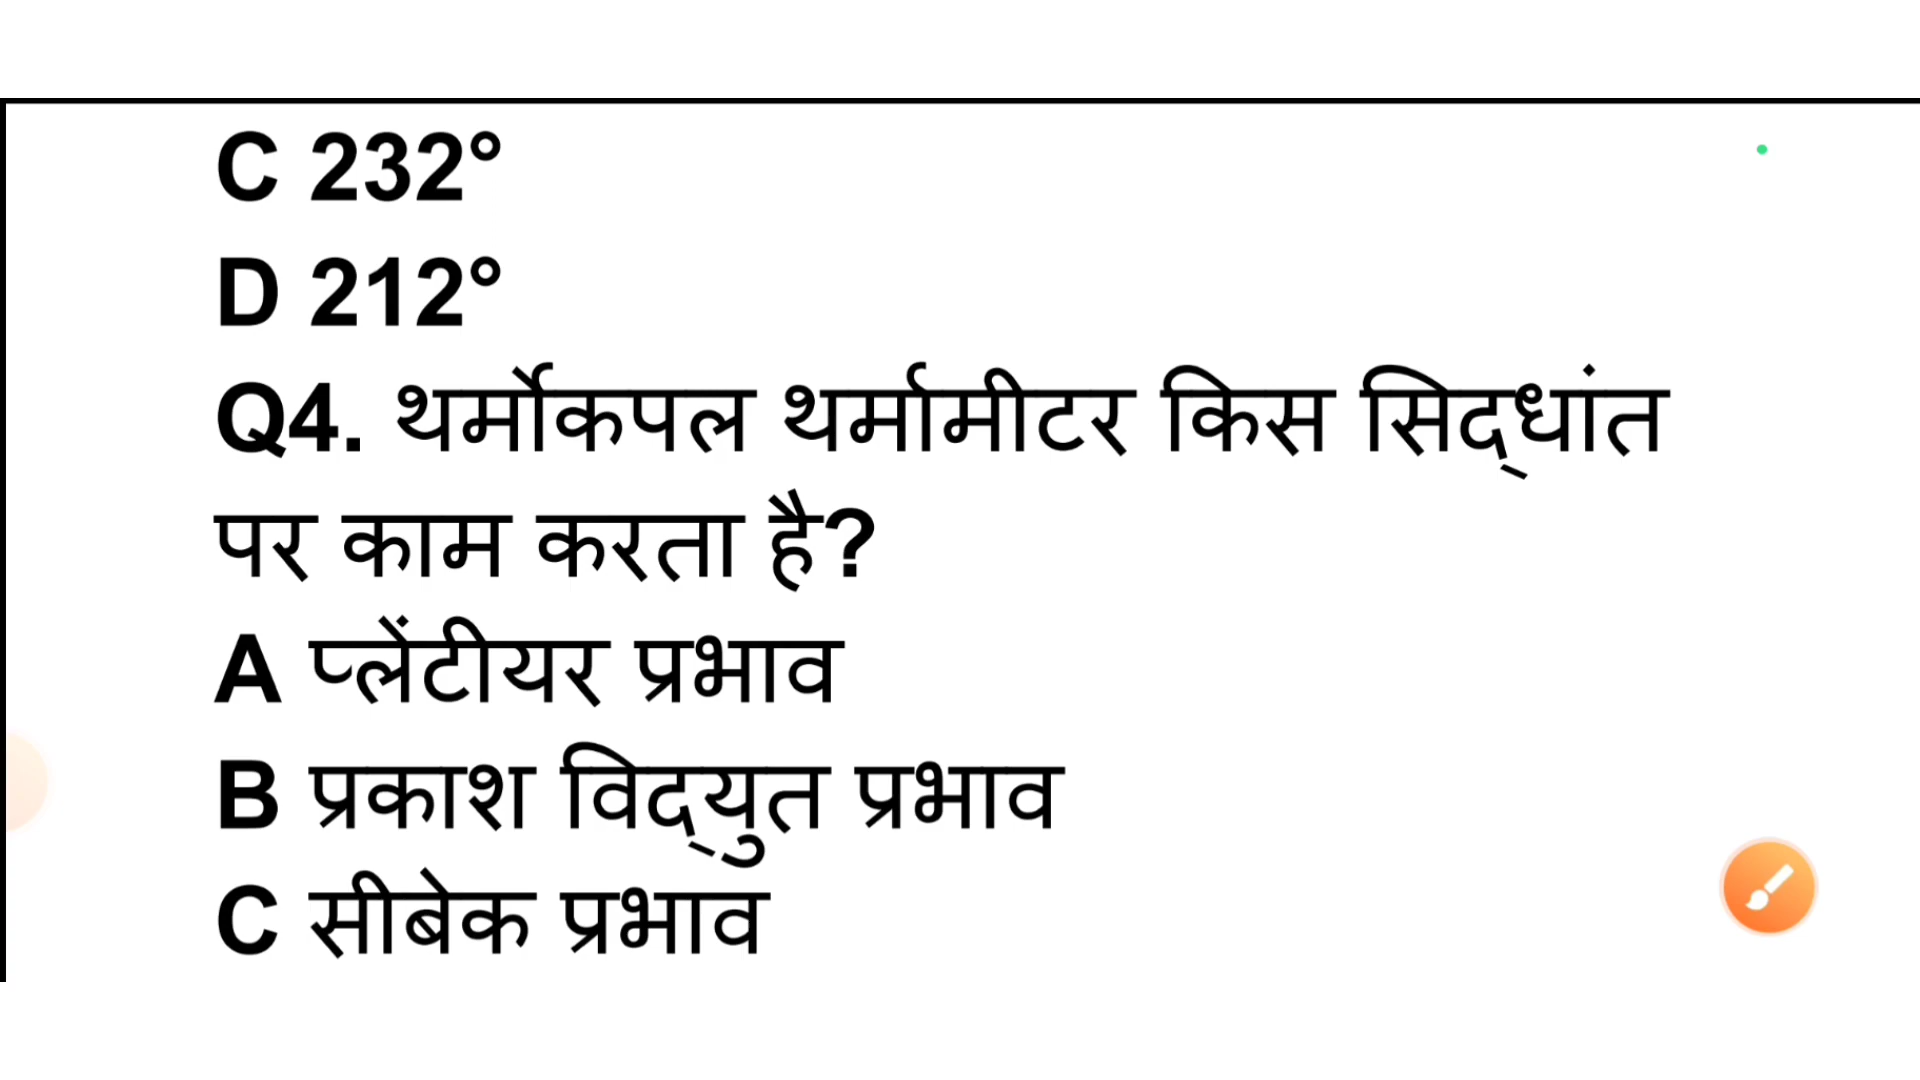 C 232°
D 212°
Q4. थर्मोकपल थर्मामीटर किस सिद्‌धांत
पर काम करता है?
A प्लेंटीयर प्रभाव
B प्रकाश विद्‌युत प्रभाव
C सीबेक प्रभाव